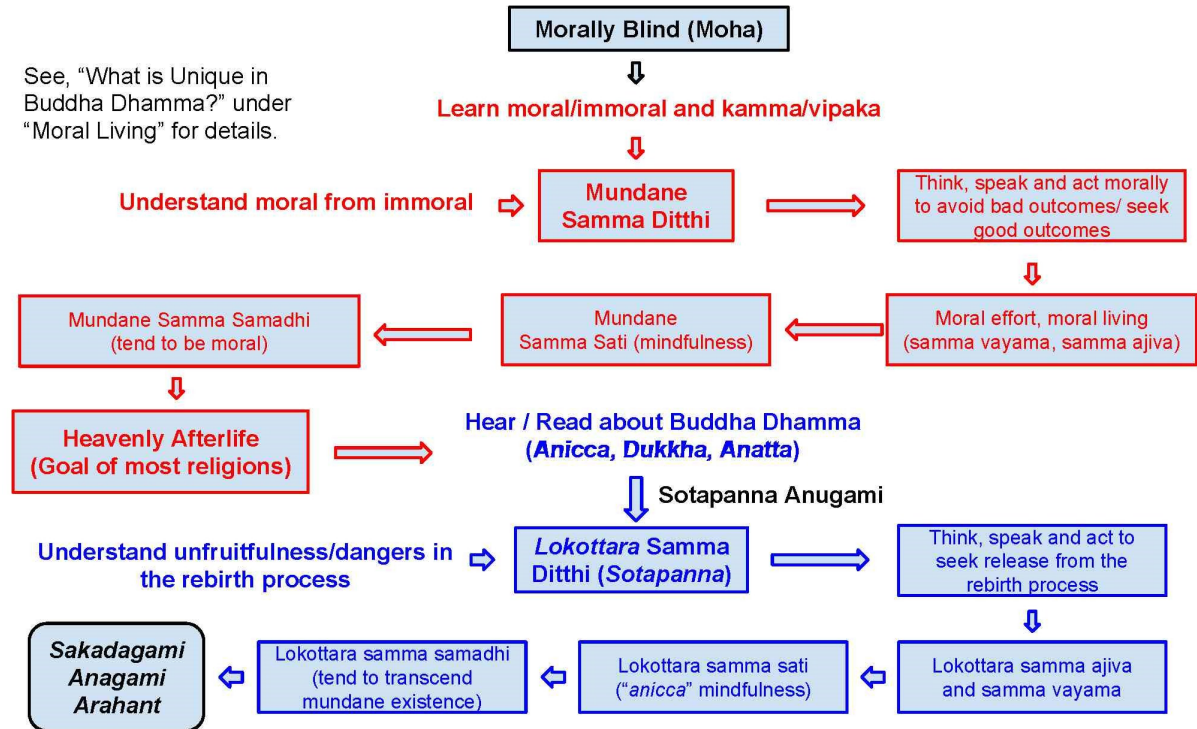 Morally Blind (Moha)
See, “What is Unique in
Buddha Dhamma?” under
“Moral Living” for details.
Learn moral/immoral and kamma/vipaka
Understand moral from immoral
Mundane
Samma Ditthi
Think, speak and act morally
to avoid bad outcomes/ seek
good outcomes
Moral effort, moral living
(samma vayama, samma ajiva)
Mundane
Samma Sati (mindfulness)
Mundane Samma Samadhi
(tend to be moral)
Heavenly Afterlife
(Goal of most religions)
Hear / Read about Buddha Dhamma
(Anicca, Dukkha, Anatta)
Sotapanna Anugami
Understand unfruitfulness/dangers in
the rebirth process
Lokottara Samma
Ditthi (Sotapanna)
Think, speak and act to
seek release from the
rebirth process
Lokottara samma ajiva
and samma vayama
Lokottara samma sati
(“anicca” mindfulness)
Lokottara samma samadhi
(tend to transcend
mundane existence)
Sakadagami
Anagami
Arahant